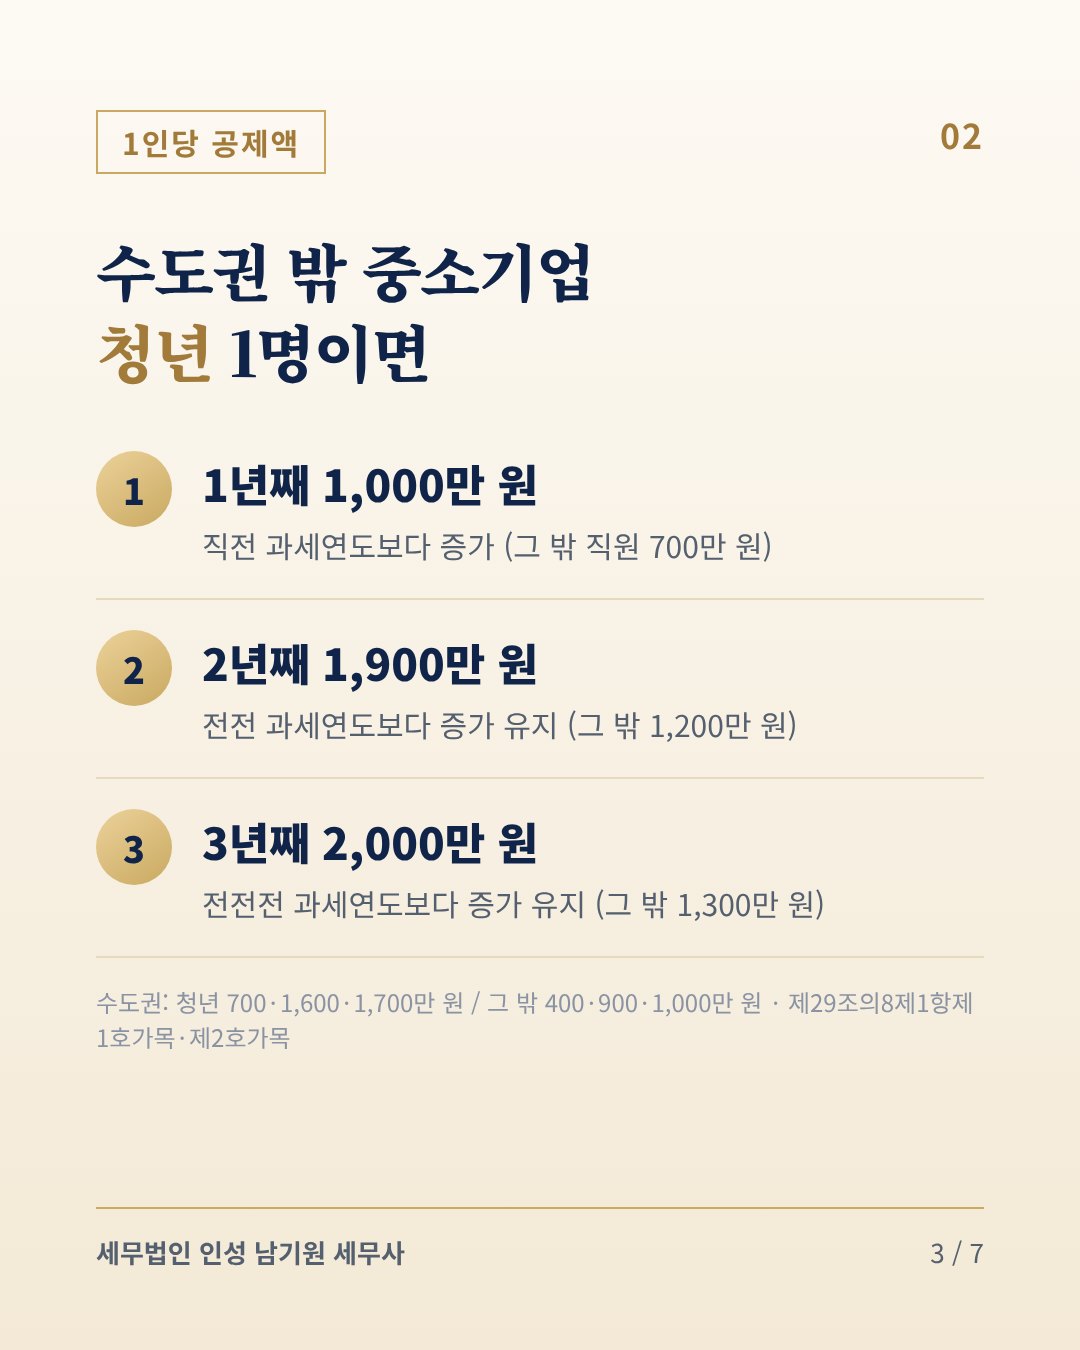 1인당 공제액
02
수도권 밖 중소기업
청년 1명이면
1
1년째 1,000만 원
직전 과세연도보다 증가 (그 밖 직원 700만 원)
2
2년째 1,900만 원
전전 과세연도보다 증가 유지 (그 밖 1,200만 원)
3
3년째 2,000만 원
전전전 과세연도보다 증가 유지 (그 밖 1,300만 원)
수도권: 청년 700·1,600·1,700만 원 / 그 밖 400·900·1,000만 원 · 제29조의8제1항제
1호가목·제2호가목
세무법인 인성 남기원 세무사
3 / 7